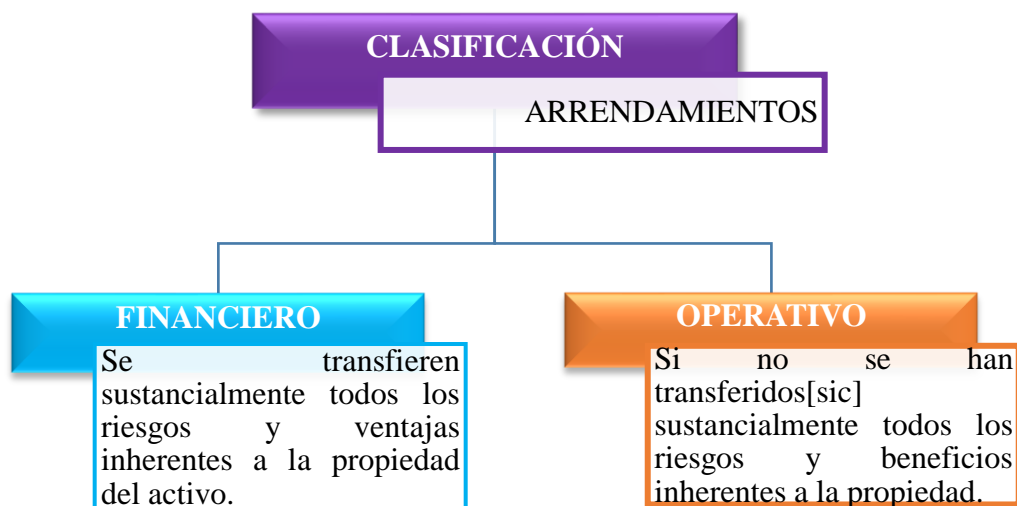 CLASIFICACIÓN
ARRENDAMIENTOS
FINANCIERO
Se transfieren
sustancialmente todos los
riesgos y ventajas
inherentes a la propiedad
del activo.
OPERATIVO
Si no se han
transferidos[sic]
sustancialmente todos los
riesgos y beneficios
inherentes a la propiedad.